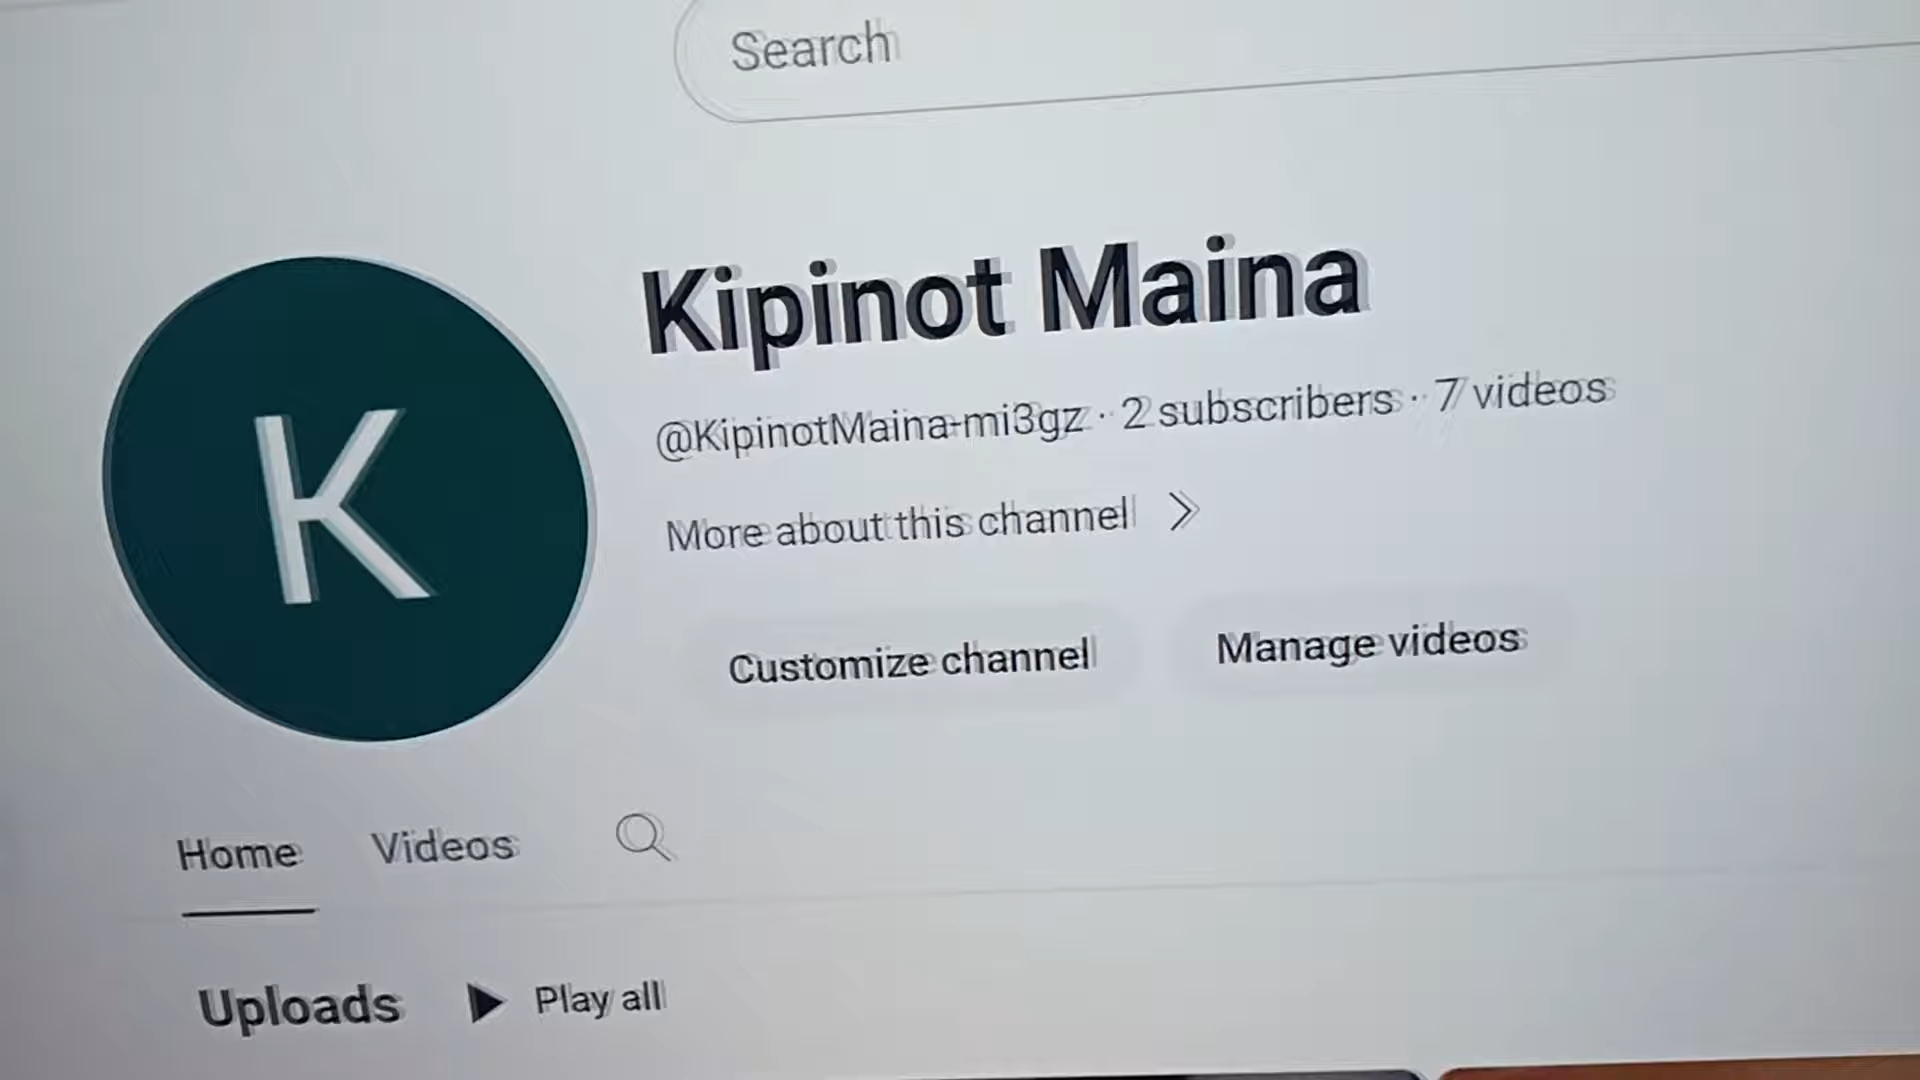 Search
Kipinot Maina
@KipinotMaina-mi3gz · 2 subscribers · 7 videos
More about this channel
Customize channel
Manage videos
K
Home
Videos
Uploads
Play all